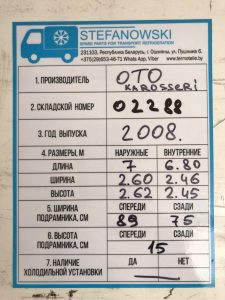 STEFANOWSKI
SPARE PARTS FOR TRANSPORT REFRIGERATION
231103, Республика Беларусь, г. Ошмяны, ул. Пушкина 6.
+375(29)653-46-71 Whats App, Viber www.termotelite.by
1. ПРОИЗВОДИТЕЛЬ OTO KAROSSERI
2. СКЛАДСКОЙ НОМЕР 02288
3. ГОД ВЫПУСКА 2008.
4. РАЗМЕРЫ, М НАРУЖНЫЕ ВНУТРЕННИЕ
ДЛИНА 7 6.80
ШИРИНА 2.60 2.46
ВЫСОТА 2.62 2.45
5. ШИРИНА ПОДРАМНИКА, СМ СПЕРЕДИ СЗАДИ
89 75
6. ВЫСОТА ПОДРАМНИКА, СМ СПЕРЕДИ СЗАДИ
15
7. НАЛИЧИЕ ХОЛОДИЛЬНОЙ УСТАНОВКИ ДА НЕТ